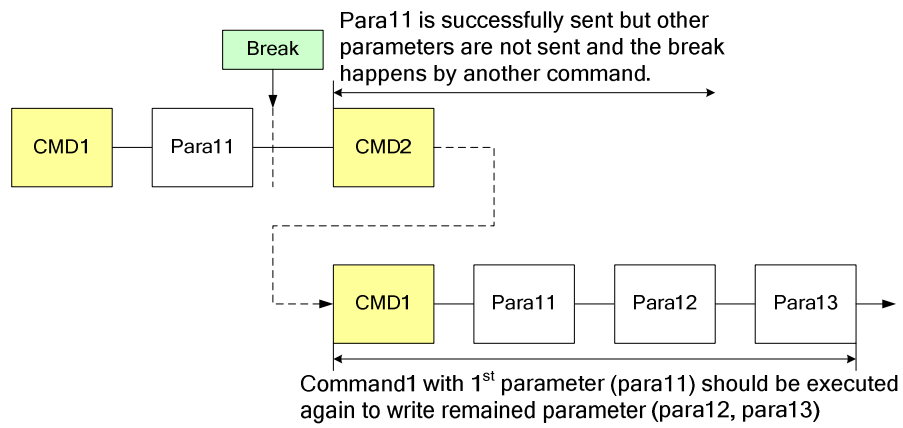 Para11 is successfully sent but other
parameters are not sent and the break
happens by another command.
Break
CMD1
Para11
CMD2
CMD1
Para11
Para12
Para13
Command1 with 1st parameter (para11) should be executed
again to write remained parameter (para12, para13)